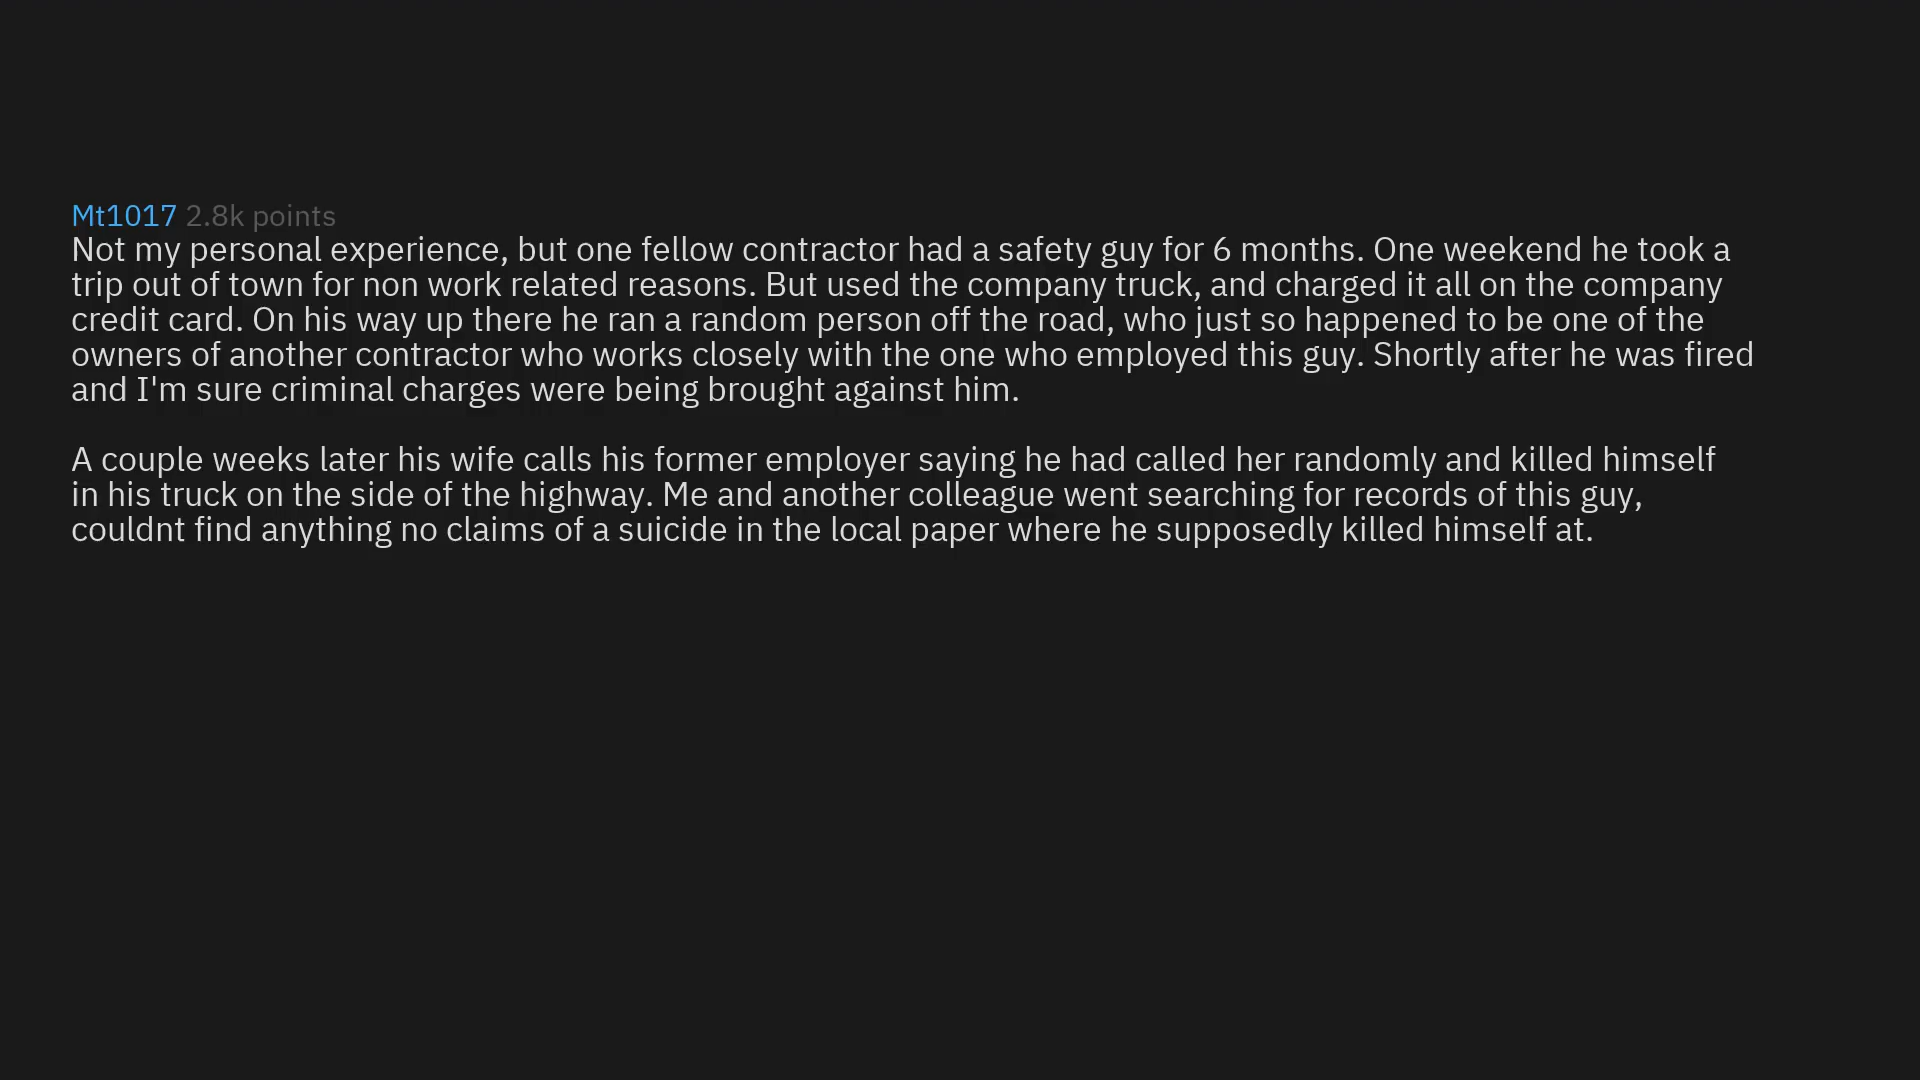 Mt1017 2.8k points
Not my personal experience, but one fellow contractor had a safety guy for 6 months. One weekend he took a
trip out of town for non work related reasons. But used the company truck, and charged it all on the company
credit card. On his way up there he ran a random person off the road, who just so happened to be one of the
owners of another contractor who works closely with the one who employed this guy. Shortly after he was fired
and I'm sure criminal charges were being brought against him.

A couple weeks later his wife calls his former employer saying he had called her randomly and killed himself
in his truck on the side of the highway. Me and another colleague went searching for records of this guy,
couldnt find anything no claims of a suicide in the local paper where he supposedly killed himself at.